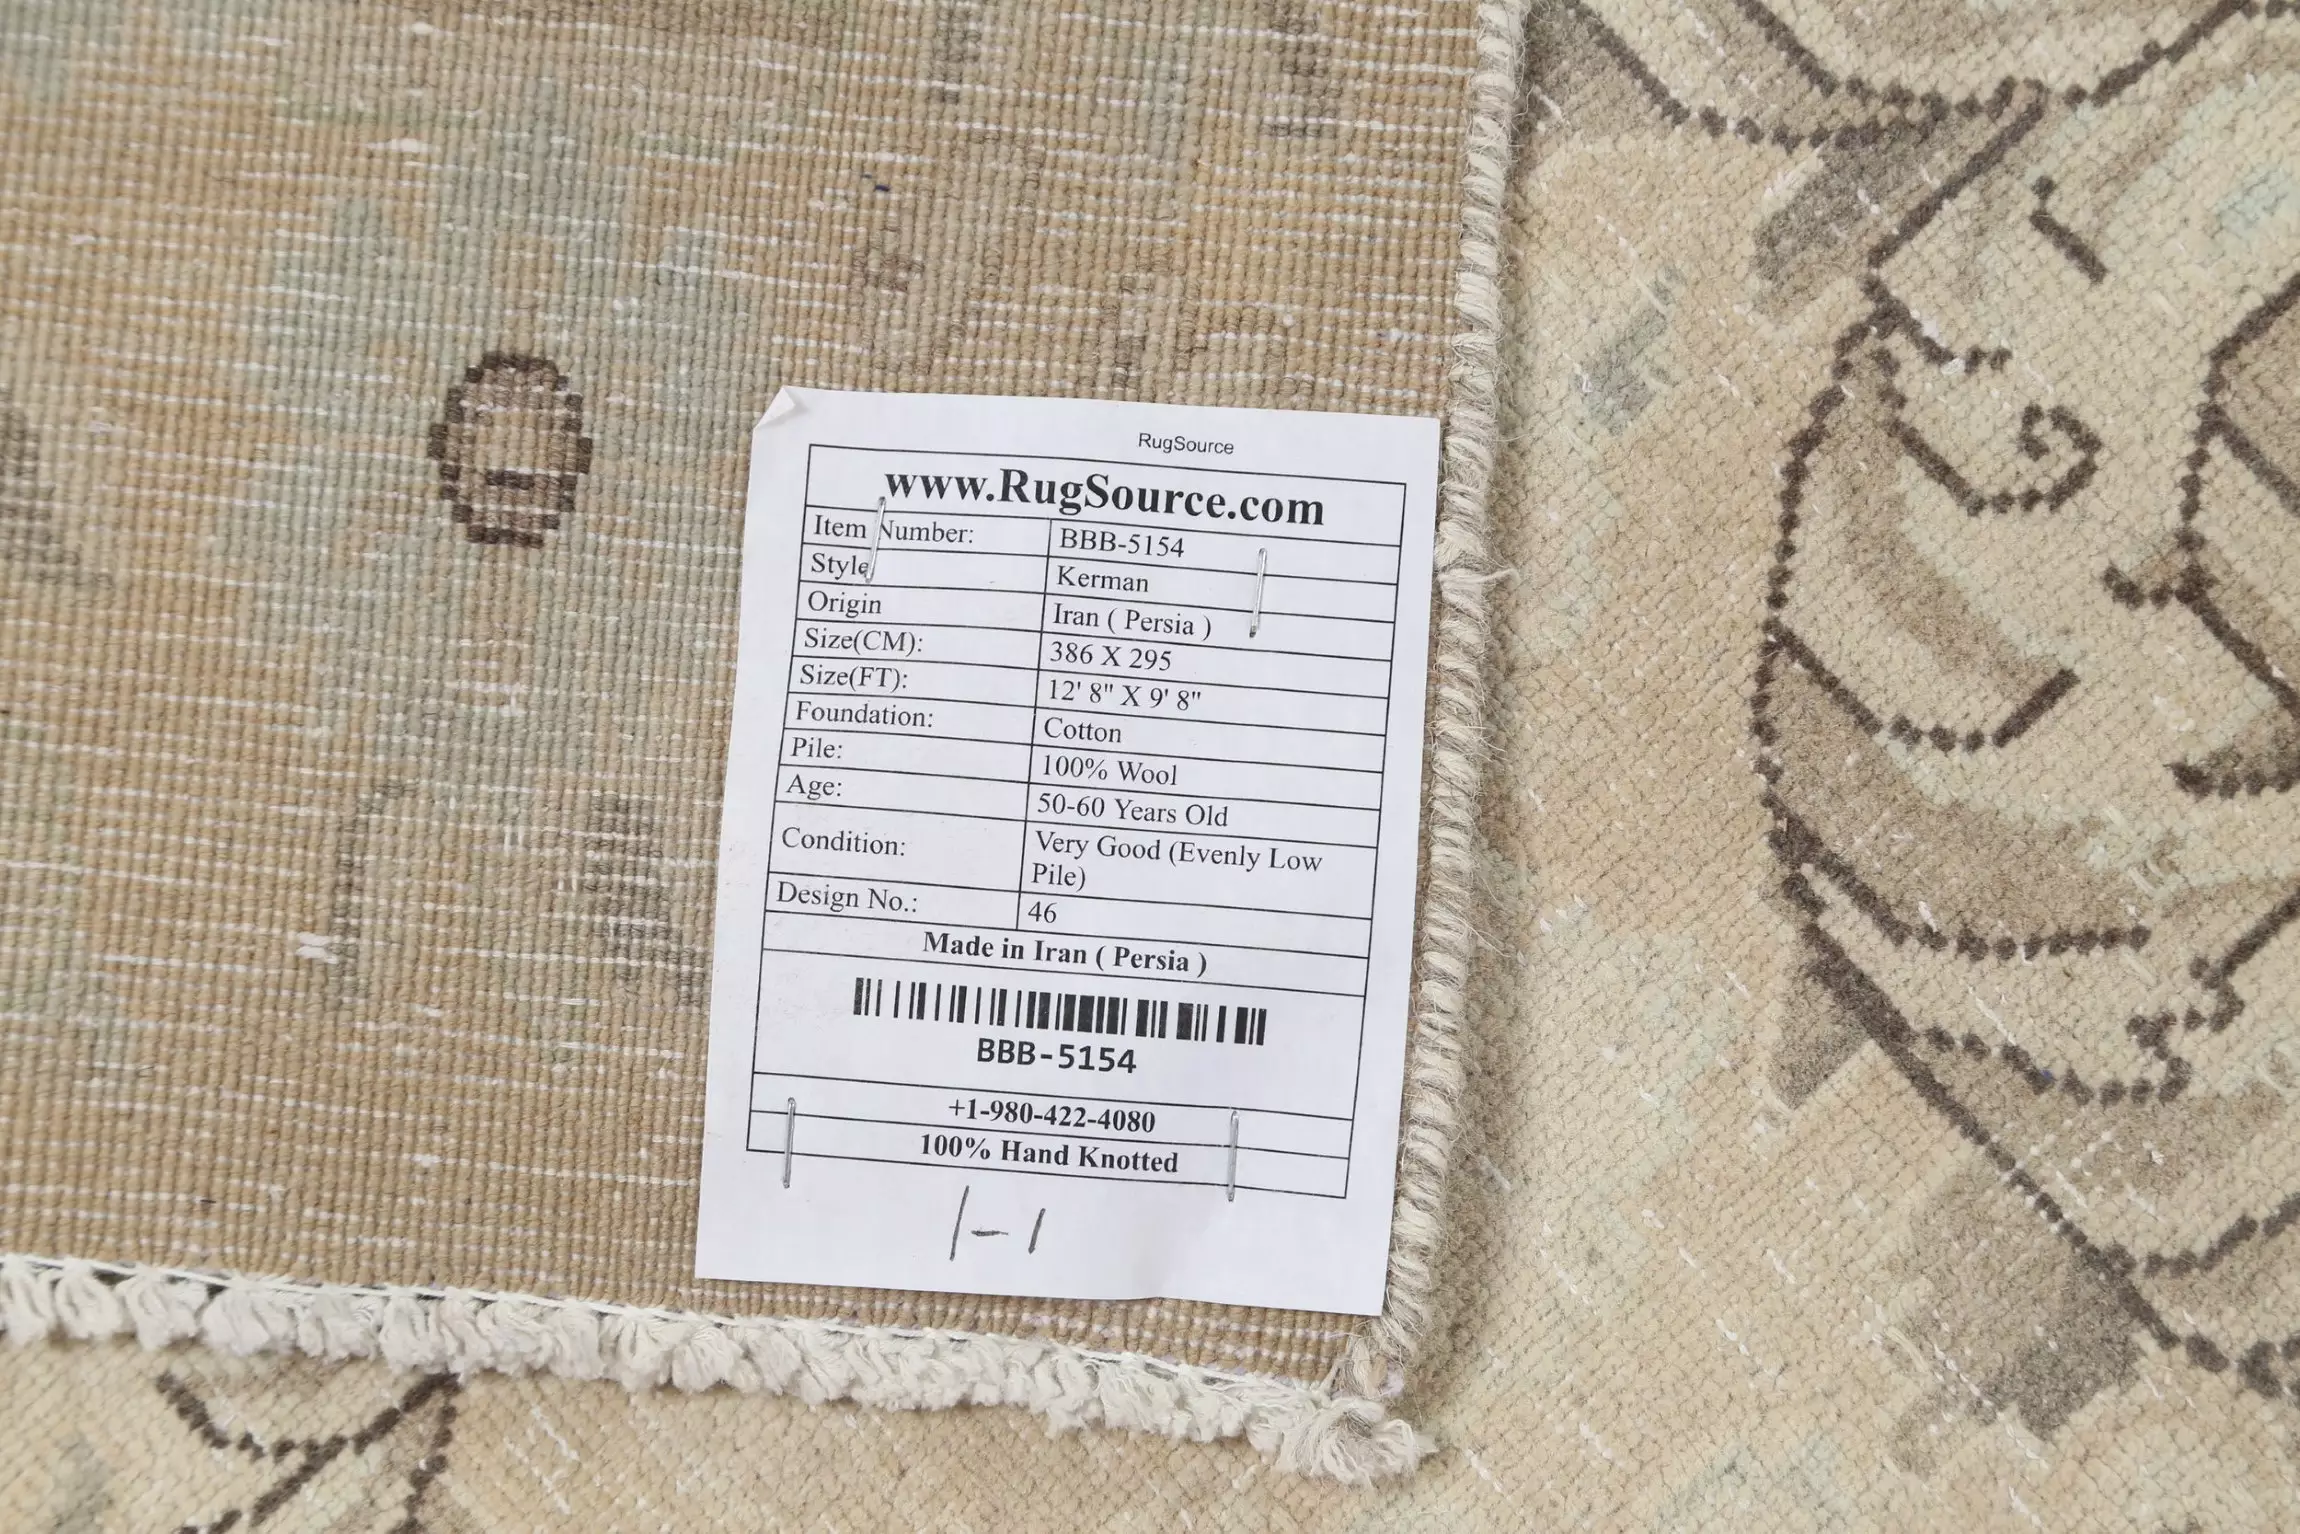 RugSource
www.RugSource.com
Item Number: BBB-5154
Style Kerman
Origin Iran ( Persia )
Size(CM): 386 X 295
Size(FT): 12' 8" X 9' 8"
Foundation: Cotton
Pile: 100% Wool
Age: 50-60 Years Old
Condition: Very Good (Evenly Low
Pile)
Design No.: 46
Made in Iran ( Persia )
BBB-5154
+1-980-422-4080
100% Hand Knotted
1-1